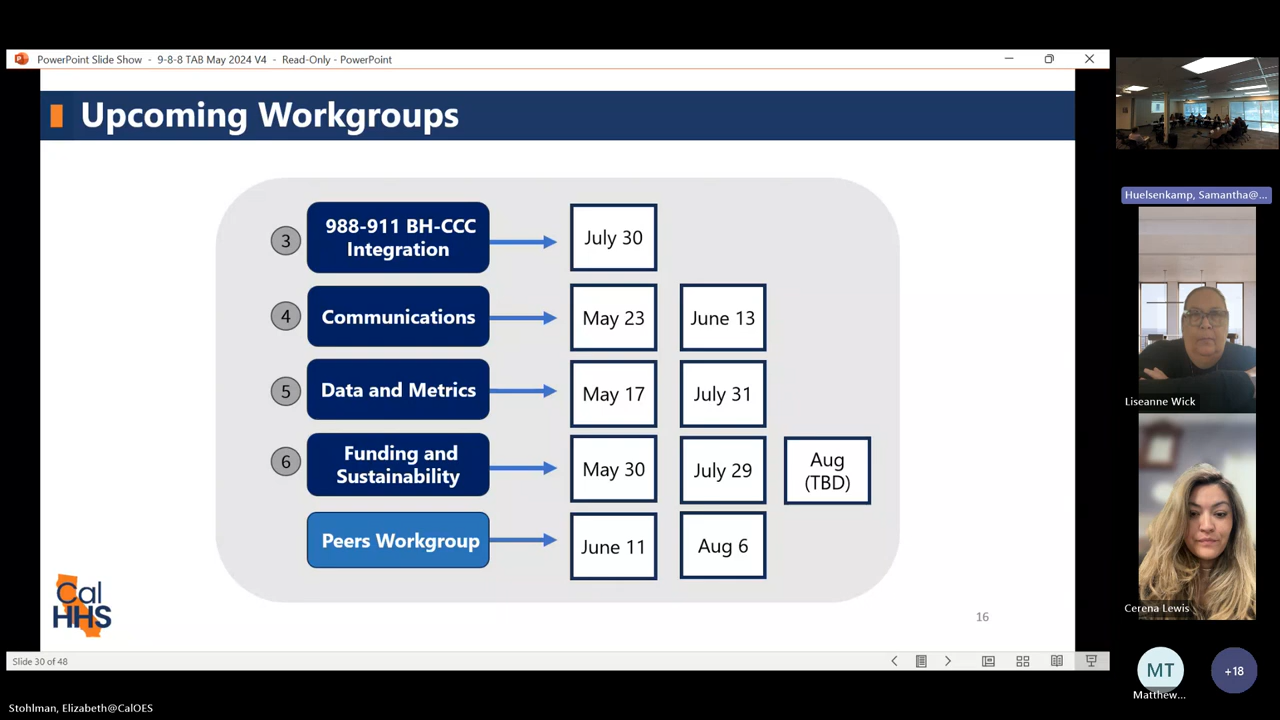 PowerPoint Slide Show - 9-8-8 TAB May 2024 V4 - Read-Only - PowerPoint
Upcoming Workgroups
3
988-911 BH-CCC
Integration
July 30
4
Communications
May 23
June 13
5
Data and Metrics
May 17
July 31
6
Funding and
Sustainability
May 30
July 29
Aug
(TBD)
Peers Workgroup
June 11
Aug 6
Cal
HHS
16
Slide 30 of 48
Huelsenkamp, Samantha@...
Liseanne Wick
Cerena Lewis
MT
Matthew...
+18
Stohlman, Elizabeth@CalOES